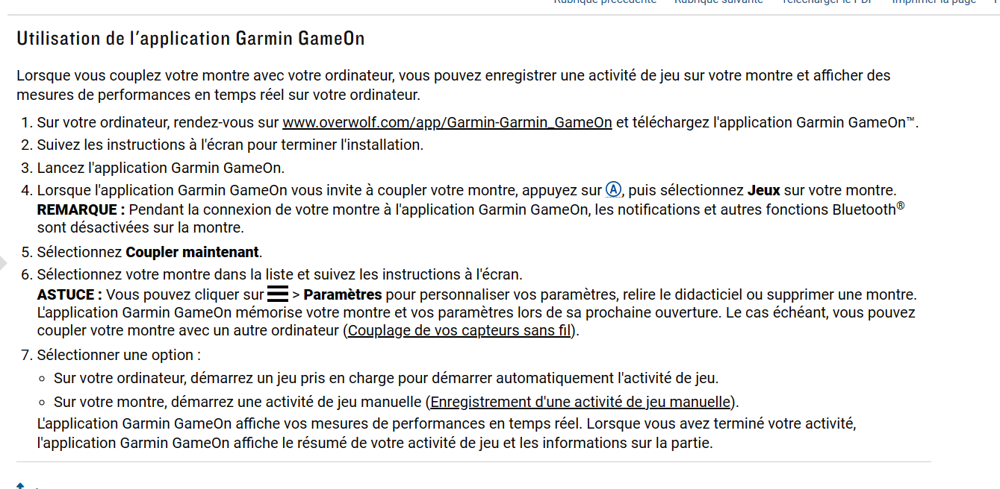 Rubrique précédente Rubrique suivante Télécharger le PDF Imprimer la page
Utilisation de l'application Garmin GameOn
Lorsque vous couplez votre montre avec votre ordinateur, vous pouvez enregistrer une activité de jeu sur votre montre et afficher des
mesures de performances en temps réel sur votre ordinateur.
1. Sur votre ordinateur, rendez-vous sur www.overwolf.com/app/Garmin-Garmin_GameOn et téléchargez l'application Garmin GameOn™.
2. Suivez les instructions à l'écran pour terminer l'installation.
3. Lancez l'application Garmin GameOn.
4. Lorsque l'application Garmin GameOn vous invite à coupler votre montre, appuyez sur Ⓐ, puis sélectionnez Jeux sur votre montre.
REMARQUE : Pendant la connexion de votre montre à l'application Garmin GameOn, les notifications et autres fonctions Bluetooth®
sont désactivées sur la montre.
5. Sélectionnez Coupler maintenant.
6. Sélectionnez votre montre dans la liste et suivez les instructions à l'écran.
ASTUCE : Vous pouvez cliquer sur > Paramètres pour personnaliser vos paramètres, relire le didacticiel ou supprimer une montre.
L'application Garmin GameOn mémorise votre montre et vos paramètres lors de sa prochaine ouverture. Le cas échéant, vous pouvez
coupler votre montre avec un autre ordinateur (Couplage de vos capteurs sans fil).
7. Sélectionner une option :
◦ Sur votre ordinateur, démarrez un jeu pris en charge pour démarrer automatiquement l'activité de jeu.
◦ Sur votre montre, démarrez une activité de jeu manuelle (Enregistrement d'une activité de jeu manuelle).
L'application Garmin GameOn affiche vos mesures de performances en temps réel. Lorsque vous avez terminé votre activité,
l'application Garmin GameOn affiche le résumé de votre activité de jeu et les informations sur la partie.